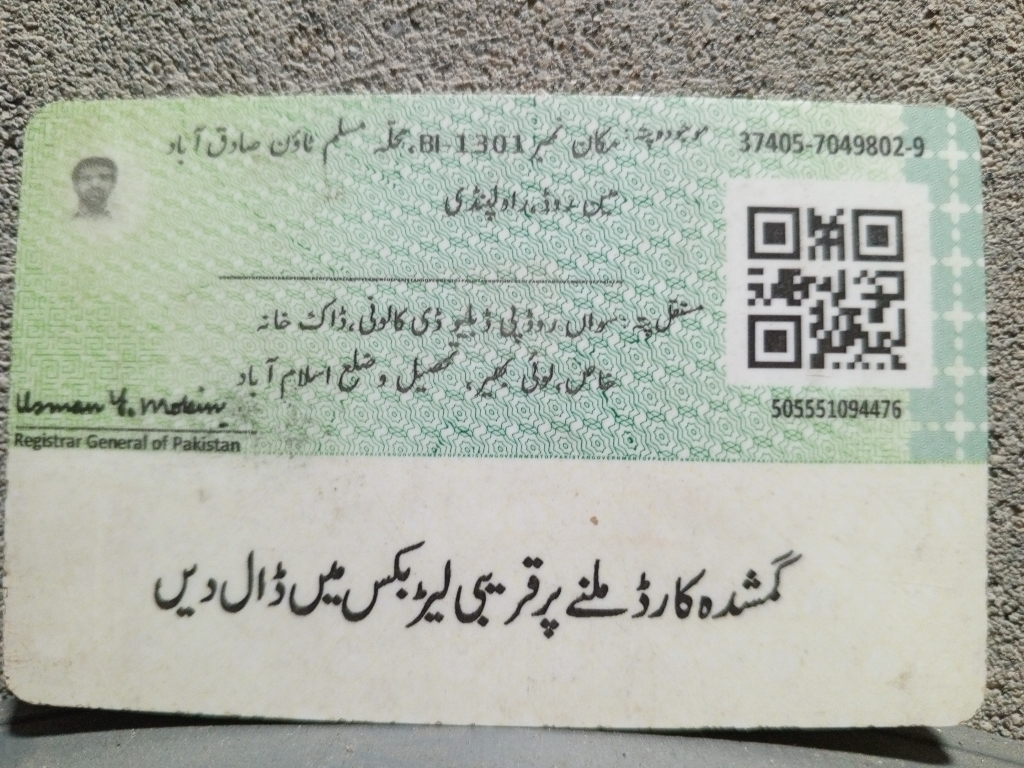 موجودہ پتہ: مکان نمبر BI-1301، محلہ مسلم ٹاؤن صادق آباد
37405-7049802-9
مین روڈ، راولپنڈی
مستقل پتہ: سواں روڈ پی ڈبلیو ڈی کالونی، ڈاک خانہ
خاص، لوئی بھیر، تحصیل و ضلع اسلام آباد
505551094476
Usman Y. Mobin
Registrar General of Pakistan
گمشدہ کارڈ ملنے پر قریبی لیٹر بکس میں ڈال دیں